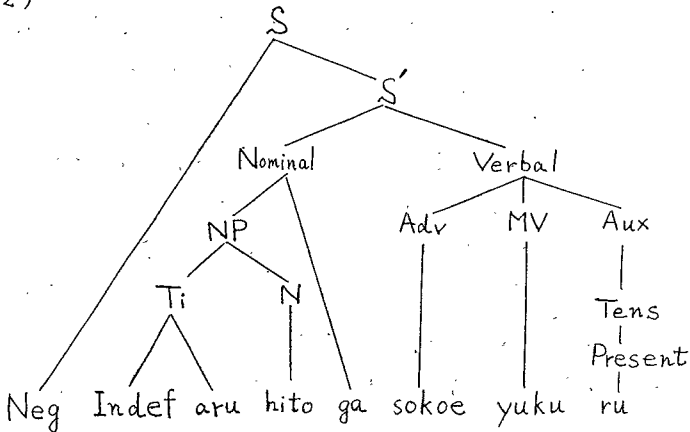 2)
S
S'
Nominal Verbal
NP Adv MV Aux
Ti N Tens
Present
Neg Indef aru hito ga sokoe yuku ru